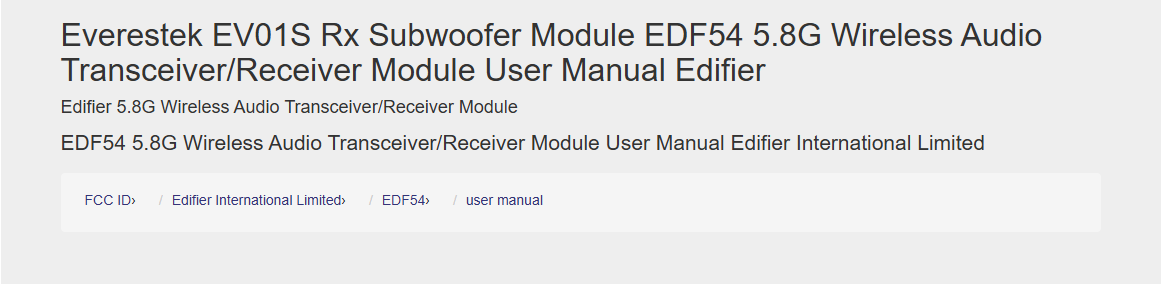 Everestek EV01S Rx Subwoofer Module EDF54 5.8G Wireless Audio
Transceiver/Receiver Module User Manual Edifier
Edifier 5.8G Wireless Audio Transceiver/Receiver Module
EDF54 5.8G Wireless Audio Transceiver/Receiver Module User Manual Edifier International Limited
FCC ID› / Edifier International Limited› / EDF54› / user manual